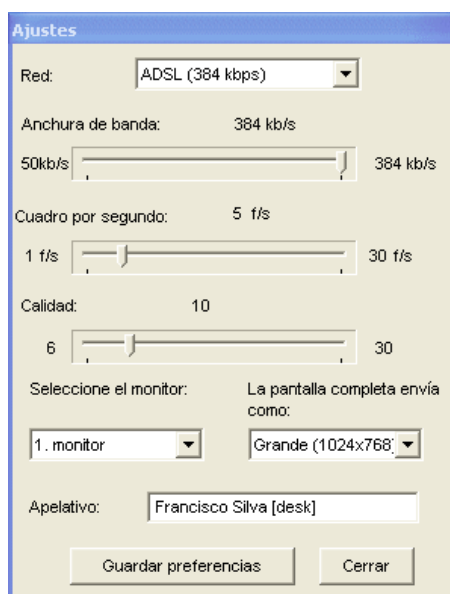 Ajustes
Red: ADSL (384 kbps)
Anchura de banda: 384 kb/s
50kb/s 384 kb/s
Cuadro por segundo: 5 f/s
1 f/s 30 f/s
Calidad: 10
6 30
Seleccione el monitor: La pantalla completa envía
como:
1. monitor Grande (1024x768)
Apelativo: Francisco Silva [desk]
Guardar preferencias Cerrar